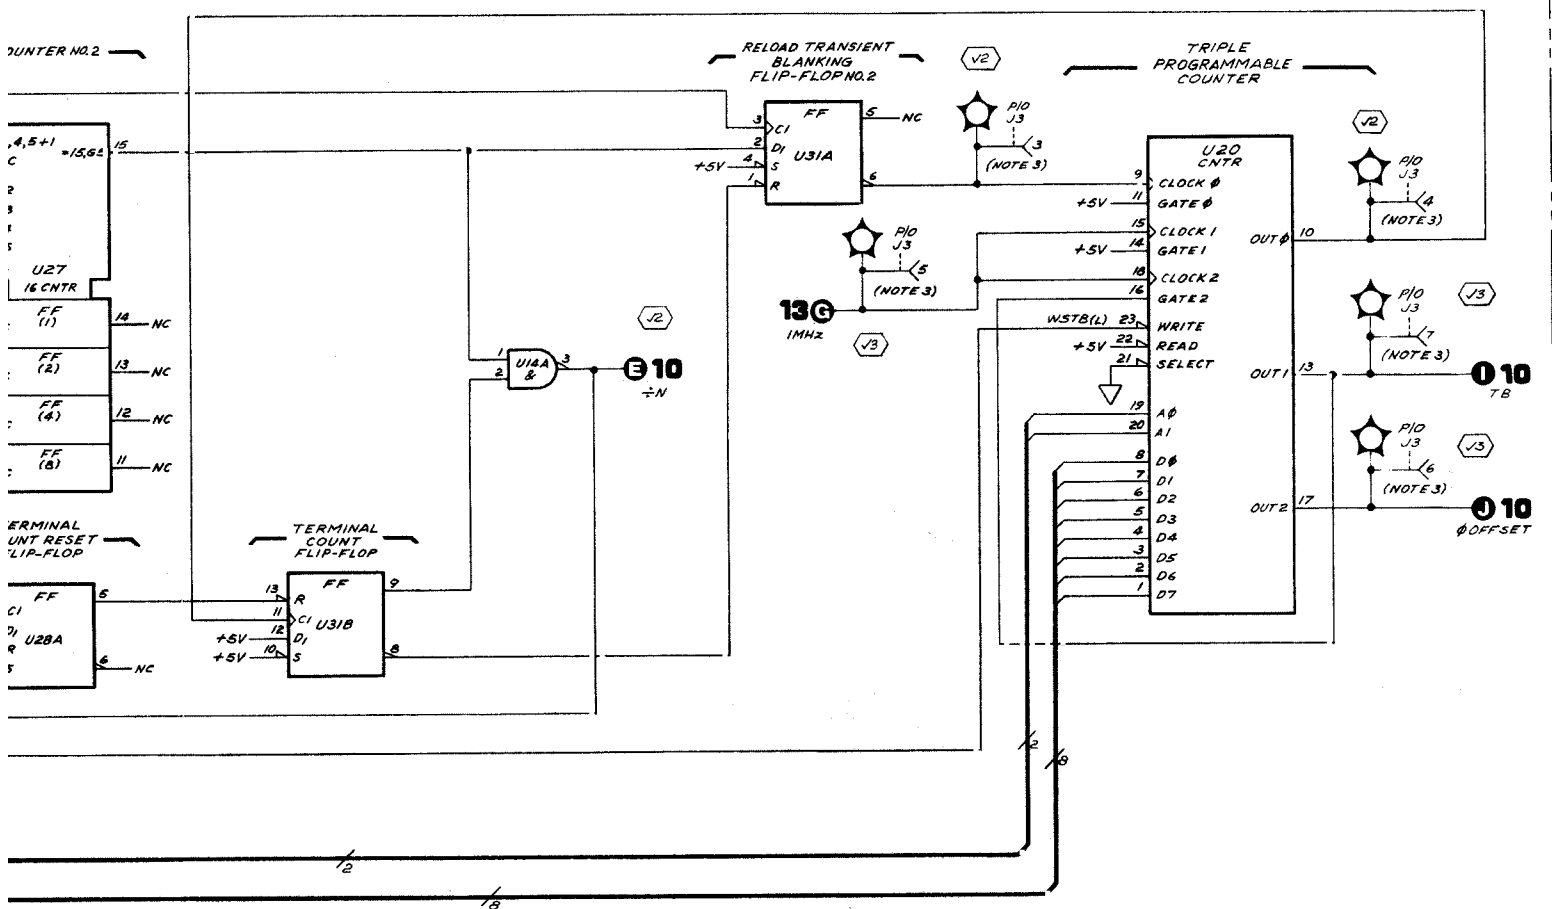 OUNTER NO.2
RELOAD TRANSIENT
BLANKING
FLIP-FLOP NO.2
√2
TRIPLE
PROGRAMMABLE
COUNTER
,4,5+1
=15,G5
15
C
U27
16 CNTR
FF
(1)
14
NC
FF
(2)
13
NC
FF
(4)
12
NC
FF
(8)
11
NC
FF
3
C1
2
D1
+5V
4
S
1
R
U31A
5
NC
6
P/O
J3
3
(NOTE 3)
P/O
J3
5
(NOTE 3)
13 G
1MHz
√3
√2
1
2
U14A
&
3
E 10
÷N
U20
CNTR
9
CLOCK Ø
+5V
11
GATE Ø
15
CLOCK 1
+5V
14
GATE 1
18
CLOCK 2
16
GATE 2
WSTB(L)
23
WRITE
+5V
22
READ
21
SELECT
19
AØ
20
A1
8
DØ
7
D1
6
D2
5
D3
4
D4
3
D5
2
D6
1
D7
OUT Ø
10
OUT 1
13
OUT 2
17
√2
P/O
J3
4
(NOTE 3)
P/O
J3
7
(NOTE 3)
√3
I 10
TB
P/O
J3
6
(NOTE 3)
√3
J 10
ØOFFSET
ERMINAL
UNT RESET
FLIP-FLOP
FF
C1
D1
R
S
U28A
5
6
NC
TERMINAL
COUNT
FLIP-FLOP
FF
13
R
11
C1
+5V
12
D1
+5V
10
S
U31B
9
8
2
8
2
8